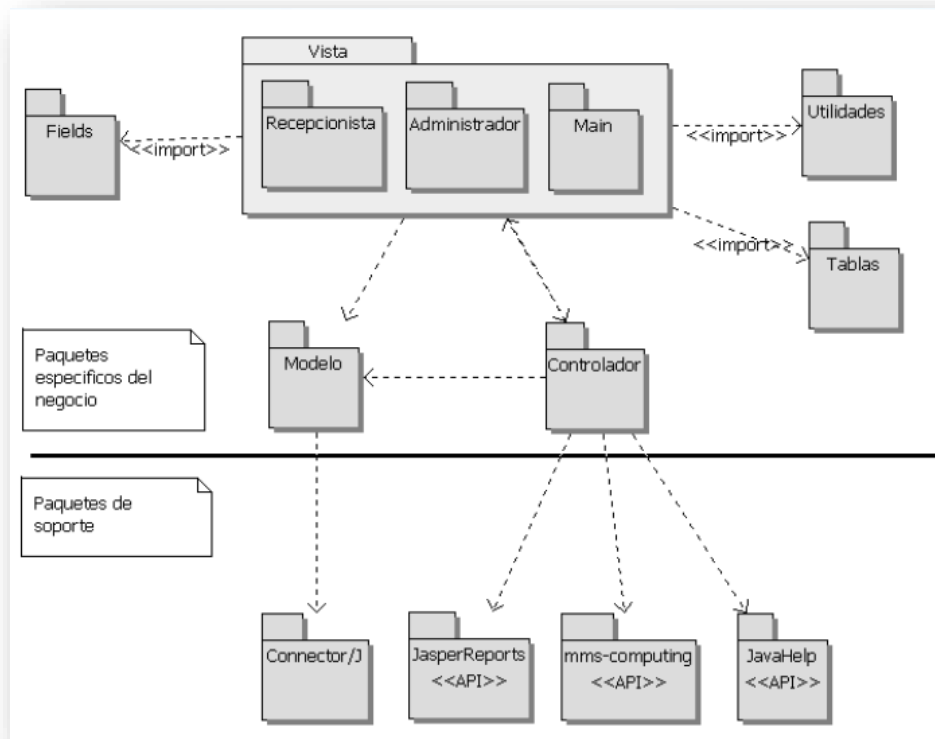 Vista
Recepcionista
Administrador
Main
Fields
<<import>>
Utilidades
<<import>>
<<import>>
Tablas
Paquetes
especificos del
negocio
Modelo
Controlador
Paquetes de
soporte
Connector/J
JasperReports
<<API>>
mms-computing
<<API>>
JavaHelp
<<API>>